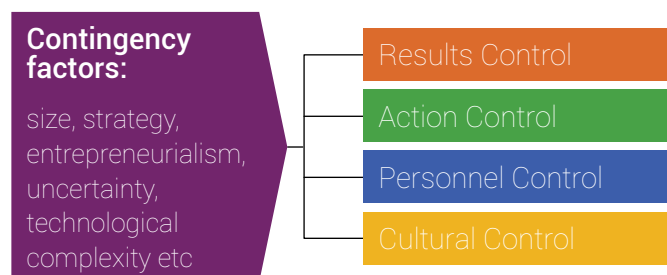 Contingency
factors:
size, strategy,
entrepreneurialism,
uncertainty,
technological
complexity etc
Results Control
Action Control
Personnel Control
Cultural Control